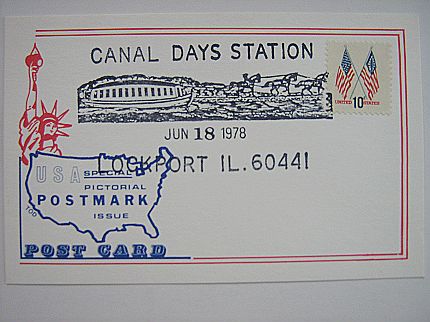 CANAL DAYS STATION
UNITED STATES
10¢
JUN 18 1978
LOCKPORT IL. 60441
USA SPECIAL
PICTORIAL
POSTMARK
ISSUE
TOD
POST CARD